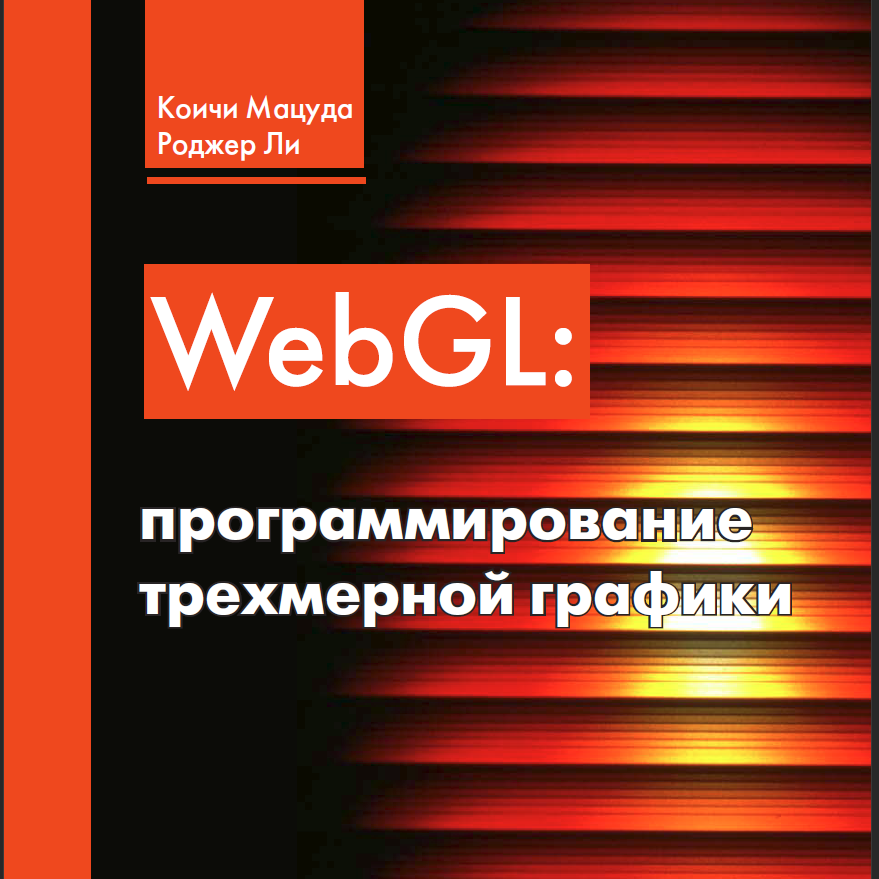 Коичи Мацуда
Роджер Ли
WebGL:
программирование
трехмерной графики